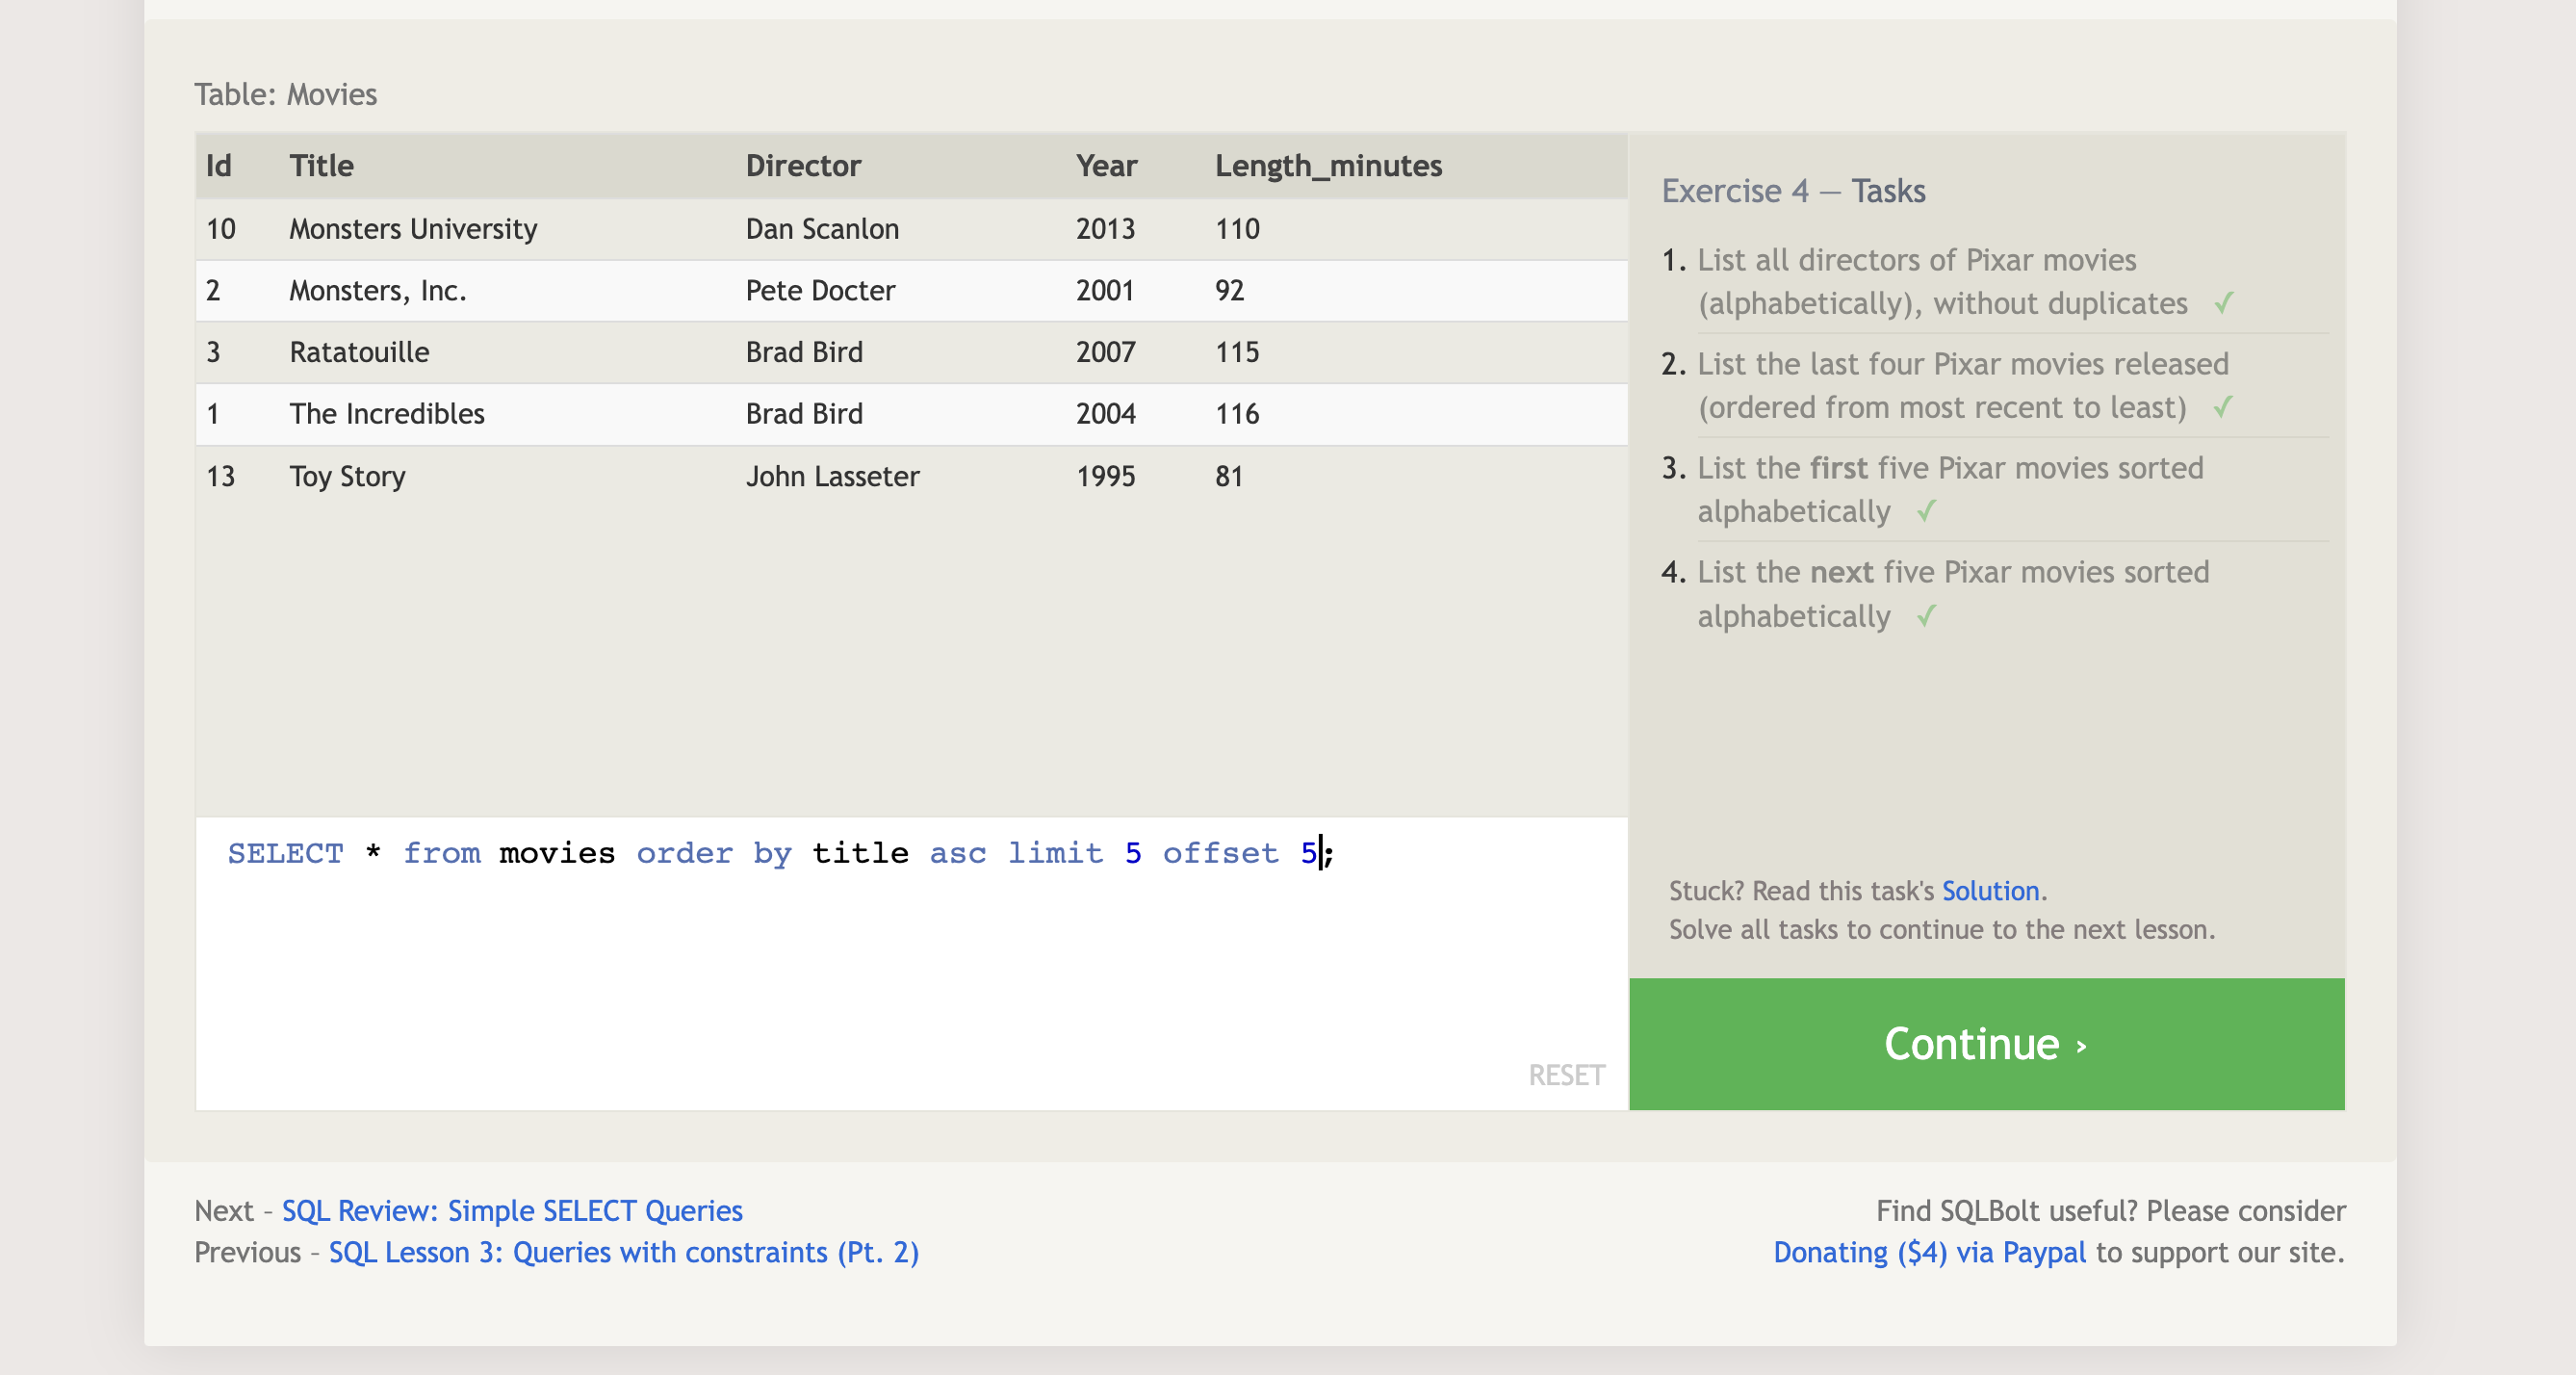 Table: Movies
Id Title Director Year Length_minutes
10 Monsters University Dan Scanlon 2013 110
2 Monsters, Inc. Pete Docter 2001 92
3 Ratatouille Brad Bird 2007 115
1 The Incredibles Brad Bird 2004 116
13 Toy Story John Lasseter 1995 81
SELECT * from movies order by title asc limit 5 offset 5;
RESET
Exercise 4 — Tasks
1. List all directors of Pixar movies
(alphabetically), without duplicates ✓
2. List the last four Pixar movies released
(ordered from most recent to least) ✓
3. List the first five Pixar movies sorted
alphabetically ✓
4. List the next five Pixar movies sorted
alphabetically ✓
Stuck? Read this task's Solution.
Solve all tasks to continue to the next lesson.
Continue ›
Next – SQL Review: Simple SELECT Queries
Previous – SQL Lesson 3: Queries with constraints (Pt. 2)
Find SQLBolt useful? Please consider
Donating ($4) via Paypal to support our site.